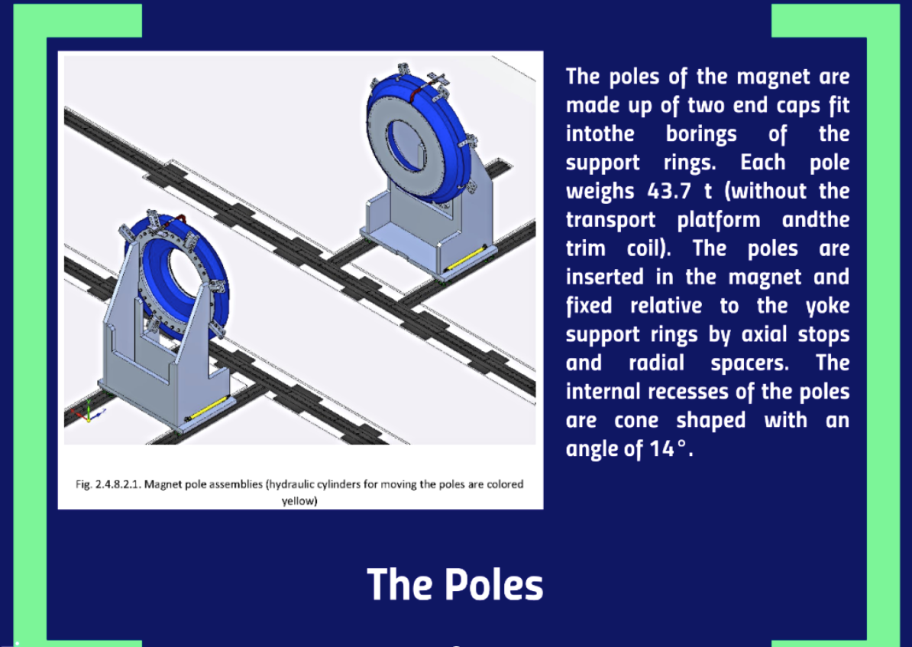 The poles of the magnet are
made up of two end caps fit
intothe borings of the
support rings. Each pole
weighs 43.7 t (without the
transport platform andthe
trim coil). The poles are
inserted in the magnet and
fixed relative to the yoke
support rings by axial stops
and radial spacers. The
internal recesses of the poles
are cone shaped with an
angle of 14°.
Fig. 2.4.8.2.1. Magnet pole assemblies (hydraulic cylinders for moving the poles are colored
yellow)
The Poles